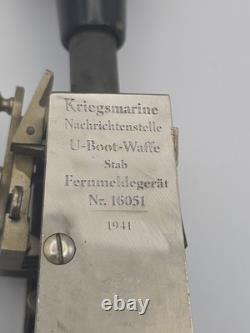 Kriegsmarine
Nachrichtenstelle
U-Boot-Waffe
Stab
Fernmeldegerät
Nr. 16051
1941